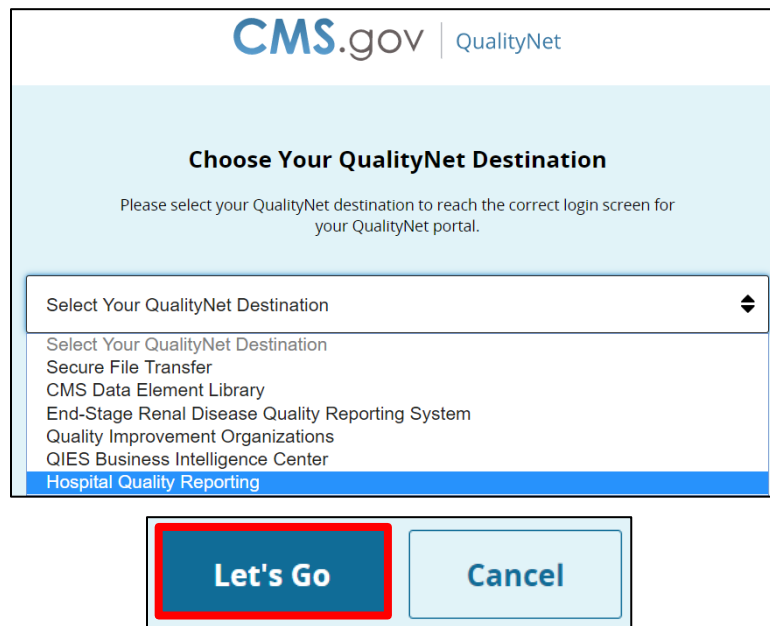 CMS.gov | QualityNet
Choose Your QualityNet Destination
Please select your QualityNet destination to reach the correct login screen for
your QualityNet portal.
Select Your QualityNet Destination
Select Your QualityNet Destination
Secure File Transfer
CMS Data Element Library
End-Stage Renal Disease Quality Reporting System
Quality Improvement Organizations
QIES Business Intelligence Center
Hospital Quality Reporting
Let's Go Cancel